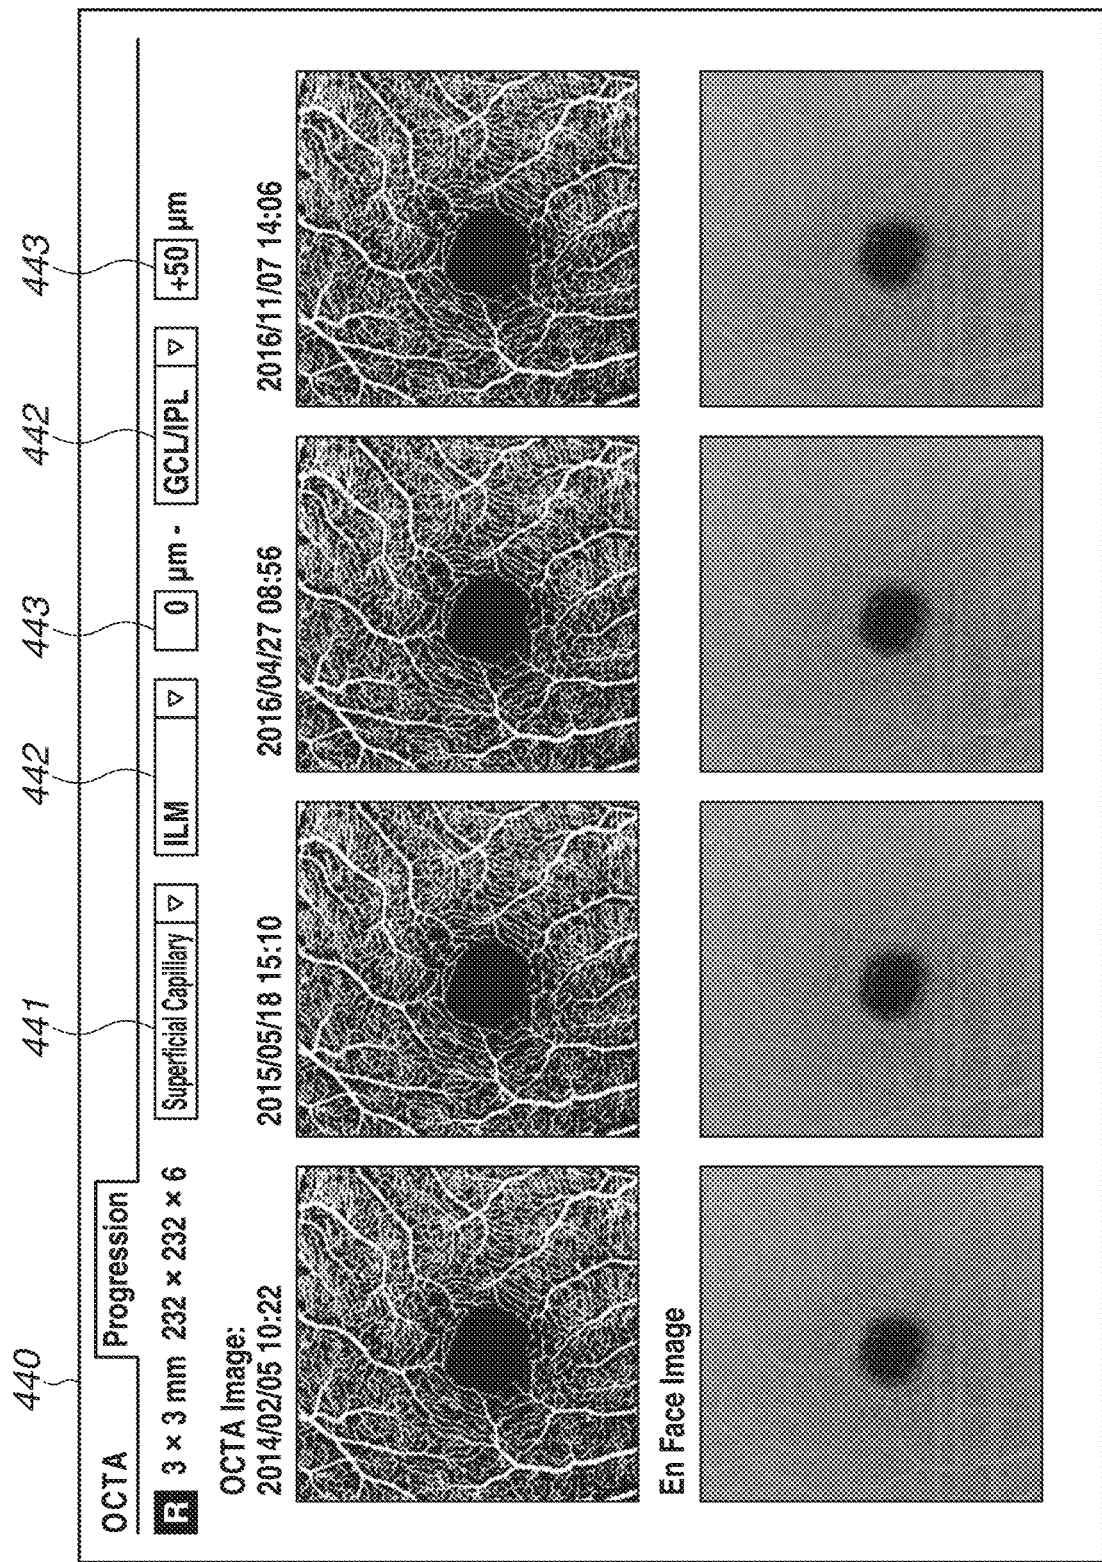 440
441
442
443
442
443
OCTA
Progression
R 3 × 3 mm 232 × 232 × 6
Superficial Capillary ▽
ILM ▽
0 μm -
GCL/IPL ▽
+50 μm
OCTA Image:
2014/02/05 10:22
2015/05/18 15:10
2016/04/27 08:56
2016/11/07 14:06
En Face Image